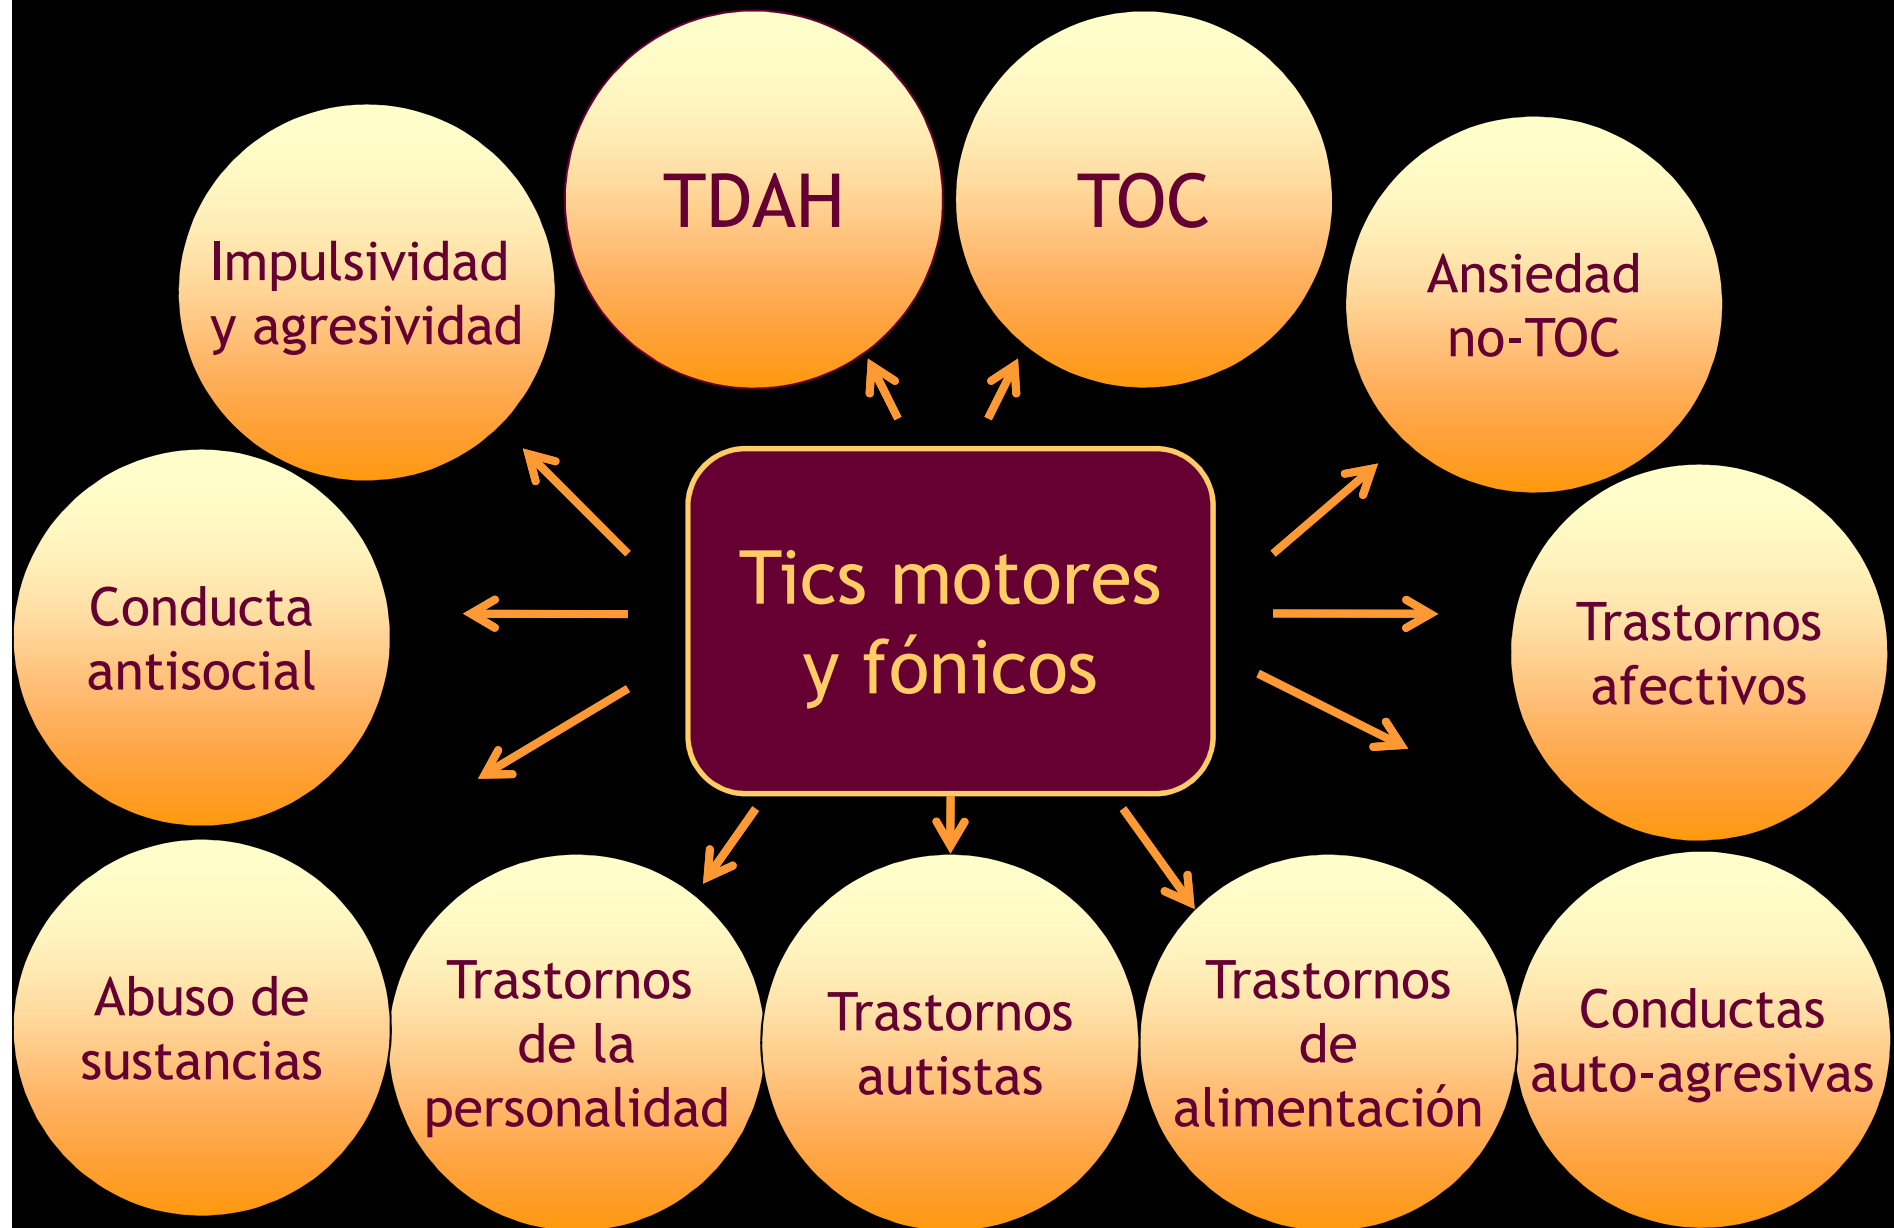 TDAH
TOC
Impulsividad
y agresividad
Ansiedad
no-TOC
Tics motores
y fónicos
Conducta
antisocial
Trastornos
afectivos
Abuso de
sustancias
Trastornos
de la
personalidad
Trastornos
autistas
Trastornos
de
alimentación
Conductas
auto-agresivas